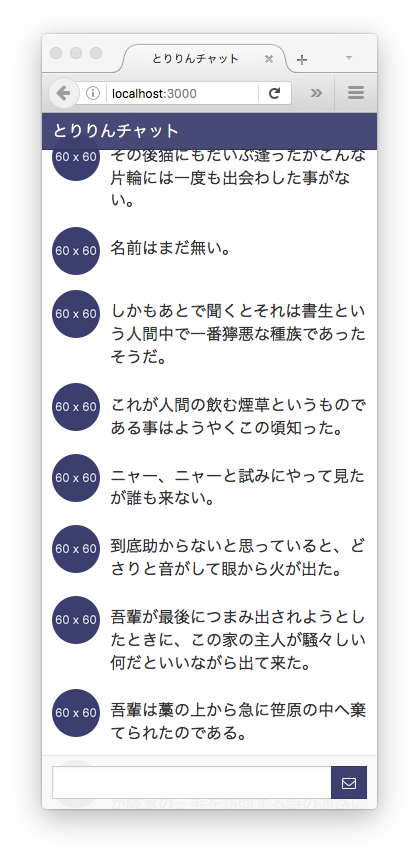 とりりんチャット
localhost:3000
とりりんチャット
60 x 60
その後猫にもだいぶ逢ったがこんな
片輪には一度も出会わした事がな
い。
60 x 60
名前はまだ無い。
60 x 60
しかもあとで聞くとそれは書生とい
う人間中で一番獰悪な種族であった
そうだ。
60 x 60
これが人間の飲む煙草というもので
ある事はようやくこの頃知った。
60 x 60
ニャー、ニャーと試みにやって見た
が誰も来ない。
60 x 60
到底助からないと思っていると、ど
さりと音がして眼から火が出た。
60 x 60
吾輩が最後につまみ出されようとし
たときに、この家の主人が騒々しい
何だといいながら出て来た。
60 x 60
吾輩は藁の上から急に笹原の中へ棄
てられたのである。